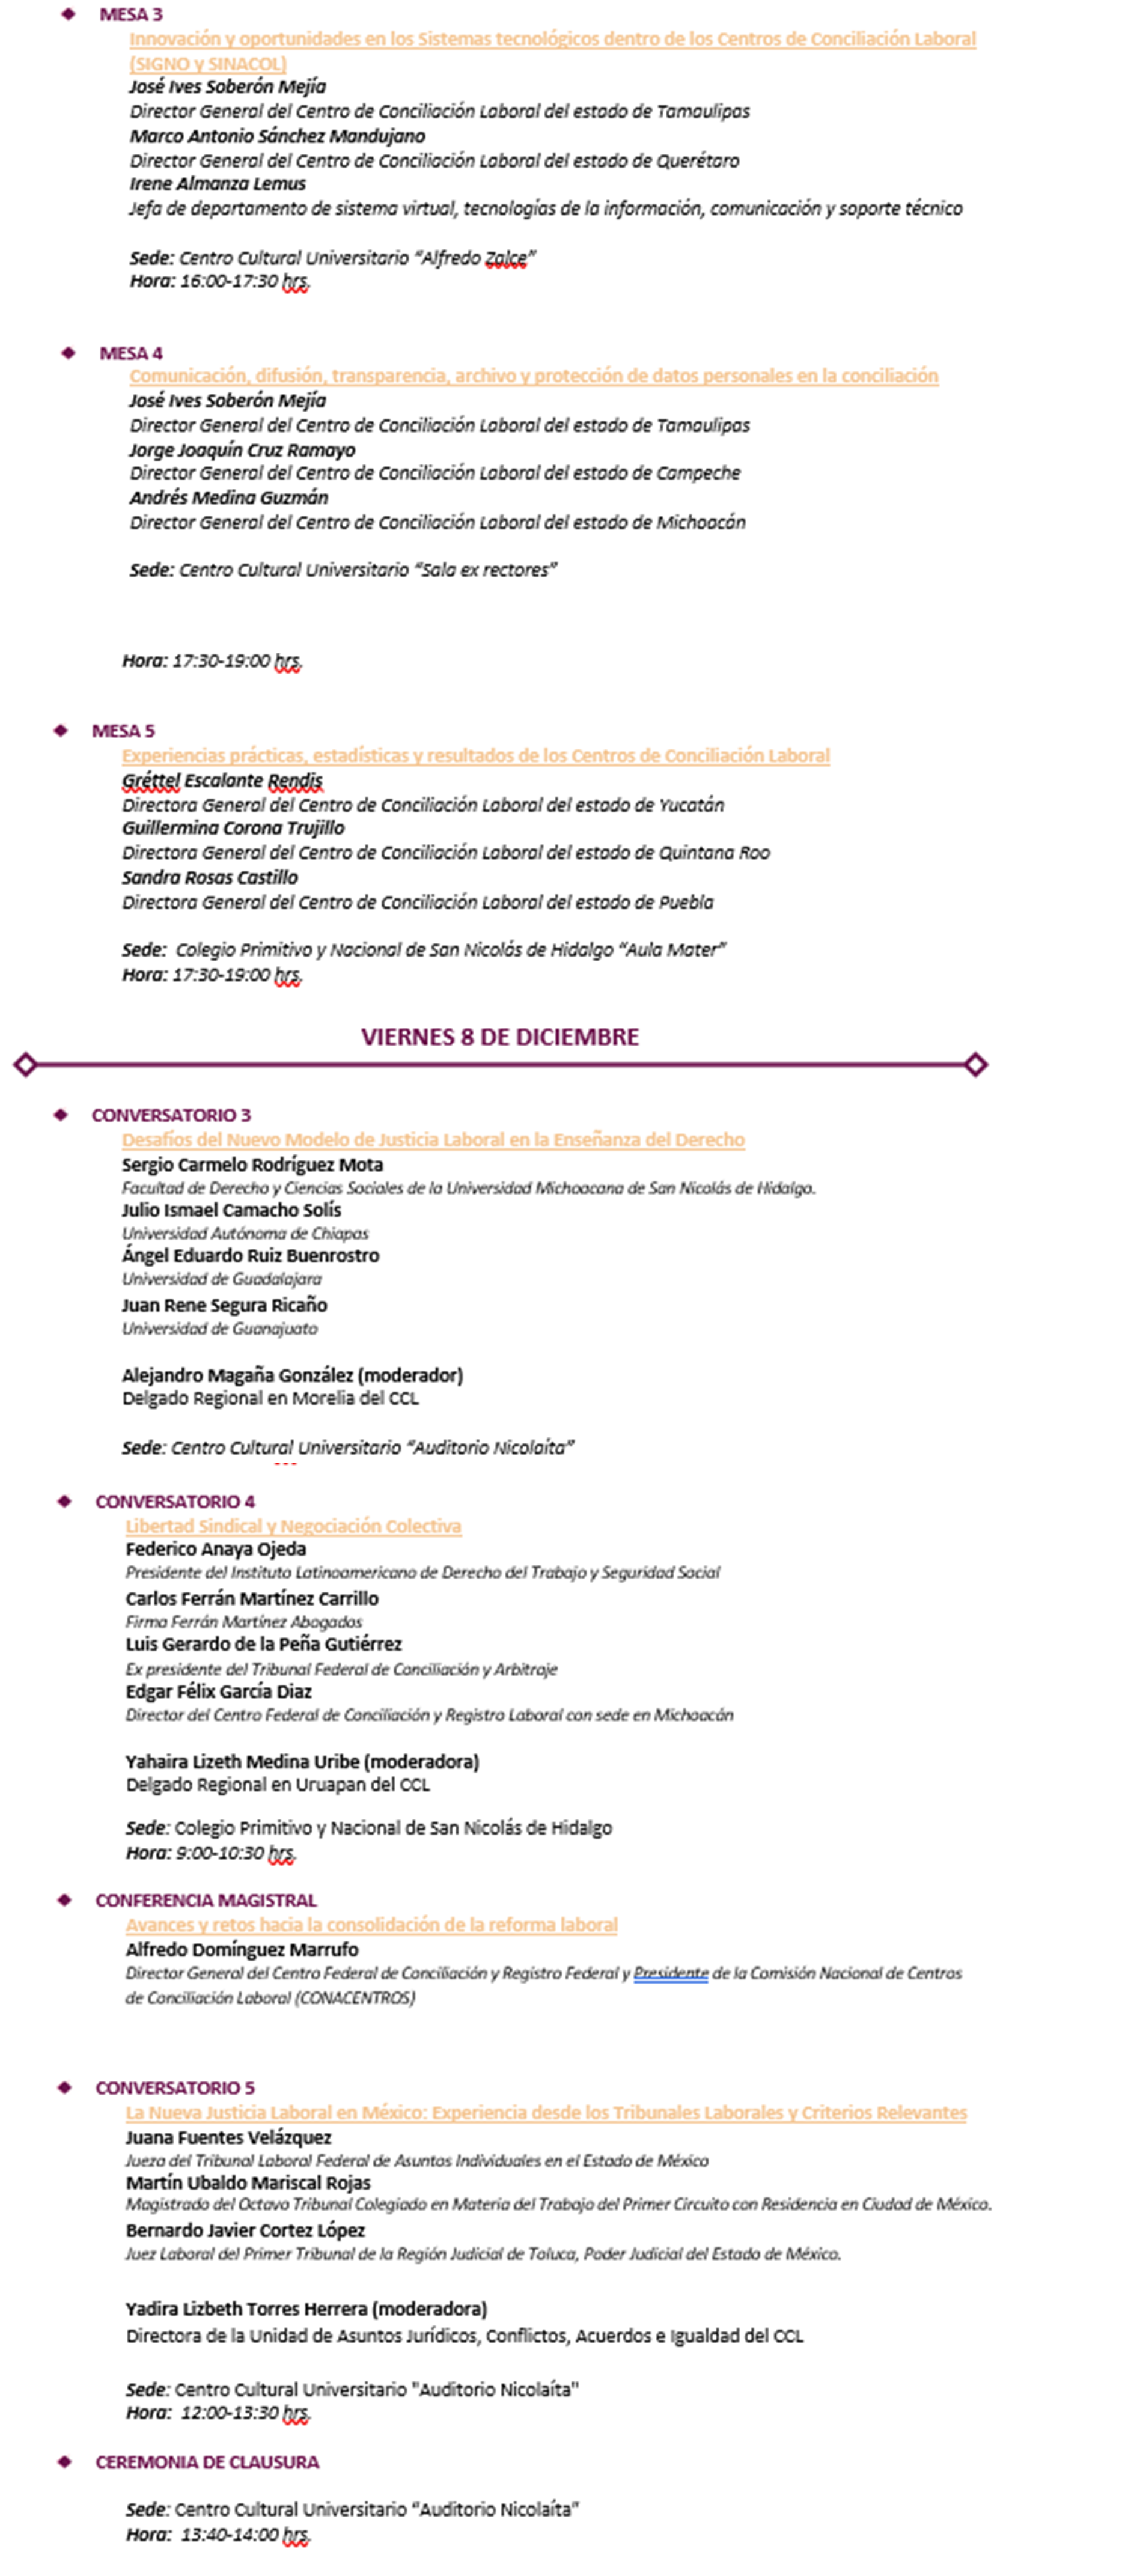 MESA 3
Innovación y oportunidades en los Sistemas tecnológicos dentro de los Centros de Conciliación Laboral
(SIGNO y SINACOL)
José Ives Soberón Mejía
Director General del Centro de Conciliación Laboral del estado de Tamaulipas
Marco Antonio Sánchez Mandujano
Director General del Centro de Conciliación Laboral del estado de Querétaro
Irene Almanza Lemus
Jefa de departamento de sistema virtual, tecnologías de la información, comunicación y soporte técnico
Sede: Centro Cultural Universitario “Alfredo Zalce”
Hora: 16:00-17:30 hrs.
MESA 4
Comunicación, difusión, transparencia, archivo y protección de datos personales en la conciliación
José Ives Soberón Mejía
Director General del Centro de Conciliación Laboral del estado de Tamaulipas
Jorge Joaquín Cruz Ramayo
Director General del Centro de Conciliación Laboral del estado de Campeche
Andrés Medina Guzmán
Director General del Centro de Conciliación Laboral del estado de Michoacán
Sede: Centro Cultural Universitario “Sala ex rectores”
Hora: 17:30-19:00 hrs.
MESA 5
Experiencias prácticas, estadísticas y resultados de los Centros de Conciliación Laboral
Gréttel Escalante Rendis
Directora General del Centro de Conciliación Laboral del estado de Yucatán
Guillermina Corona Trujillo
Directora General del Centro de Conciliación Laboral del estado de Quintana Roo
Sandra Rosas Castillo
Directora General del Centro de Conciliación Laboral del estado de Puebla
Sede: Colegio Primitivo y Nacional de San Nicolás de Hidalgo “Aula Mater”
Hora: 17:30-19:00 hrs.
VIERNES 8 DE DICIEMBRE
CONVERSATORIO 3
Desafíos del Nuevo Modelo de Justicia Laboral en la Enseñanza del Derecho
Sergio Carmelo Rodríguez Mota
Facultad de Derecho y Ciencias Sociales de la Universidad Michoacana de San Nicolás de Hidalgo.
Julio Ismael Camacho Solís
Universidad Autónoma de Chiapas
Ángel Eduardo Ruiz Buenrostro
Universidad de Guadalajara
Juan Rene Segura Ricaño
Universidad de Guanajuato
Alejandro Magaña González (moderador)
Delgado Regional en Morelia del CCL
Sede: Centro Cultural Universitario “Auditorio Nicolaíta”
CONVERSATORIO 4
Libertad Sindical y Negociación Colectiva
Federico Anaya Ojeda
Presidente del Instituto Latinoamericano de Derecho del Trabajo y Seguridad Social
Carlos Ferrán Martínez Carrillo
Firma Ferrán Martínez Abogados
Luis Gerardo de la Peña Gutiérrez
Ex presidente del Tribunal Federal de Conciliación y Arbitraje
Edgar Félix García Diaz
Director del Centro Federal de Conciliación y Registro Laboral con sede en Michoacán
Yahaira Lizeth Medina Uribe (moderadora)
Delgado Regional en Uruapan del CCL
Sede: Colegio Primitivo y Nacional de San Nicolás de Hidalgo
Hora: 9:00-10:30 hrs.
CONFERENCIA MAGISTRAL
Avances y retos hacia la consolidación de la reforma laboral
Alfredo Domínguez Marrufo
Director General del Centro Federal de Conciliación y Registro Federal y Presidente de la Comisión Nacional de Centros
de Conciliación Laboral (CONACENTROS)
CONVERSATORIO 5
La Nueva Justicia Laboral en México: Experiencia desde los Tribunales Laborales y Criterios Relevantes
Juana Fuentes Velázquez
Jueza del Tribunal Laboral Federal de Asuntos Individuales en el Estado de México
Martín Ubaldo Mariscal Rojas
Magistrado del Octavo Tribunal Colegiado en Materia del Trabajo del Primer Circuito con Residencia en Ciudad de México.
Bernardo Javier Cortez López
Juez Laboral del Primer Tribunal de la Región Judicial de Toluca, Poder Judicial del Estado de México.
Yadira Lizbeth Torres Herrera (moderadora)
Directora de la Unidad de Asuntos Jurídicos, Conflictos, Acuerdos e Igualdad del CCL
Sede: Centro Cultural Universitario "Auditorio Nicolaíta"
Hora: 12:00-13:30 hrs.
CEREMONIA DE CLAUSURA
Sede: Centro Cultural Universitario “Auditorio Nicolaíta”
Hora: 13:40-14:00 hrs.